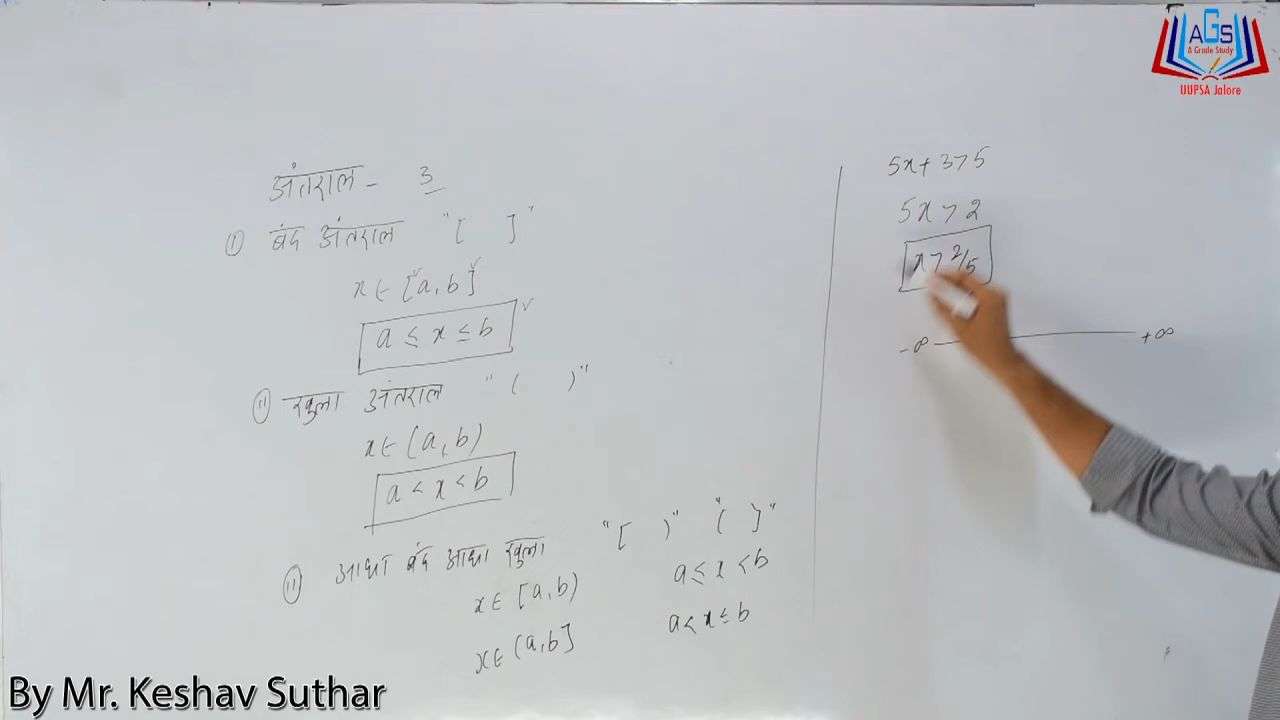 अंतराल - 3
(i) बंद अंतराल "[ ]"
x ∈ [a, b]
a ≤ x ≤ b
(ii) खुला अंतराल "( )"
x ∈ (a, b)
a < x < b
(ii) आधा बंद आधा खुला "[ )" "( ]"
x ∈ [a, b) a ≤ x < b
x ∈ (a, b] a < x ≤ b
5x + 3 > 5
5x > 2
x > 2/5
-∞ +∞
AGS
A Grade Study
UUPSA Jalore
By Mr. Keshav Suthar